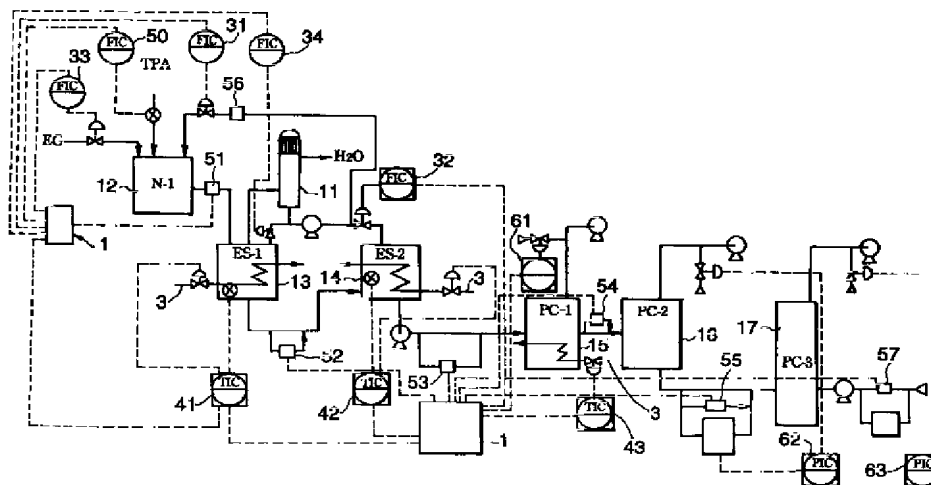 FIC 50
FIC 31
FIC 34
33
FIC
TPA
56
EG
H2O
FIC 32
51
12 N-1
11
61
1
ES-1
ES-2
14
3
13
3
54
PC-1
PC-2
17
15
16
PC-3
57
52
53
55
3
TIC
41
TIC
42
1
TIC
43
62
PIC
63 PIC